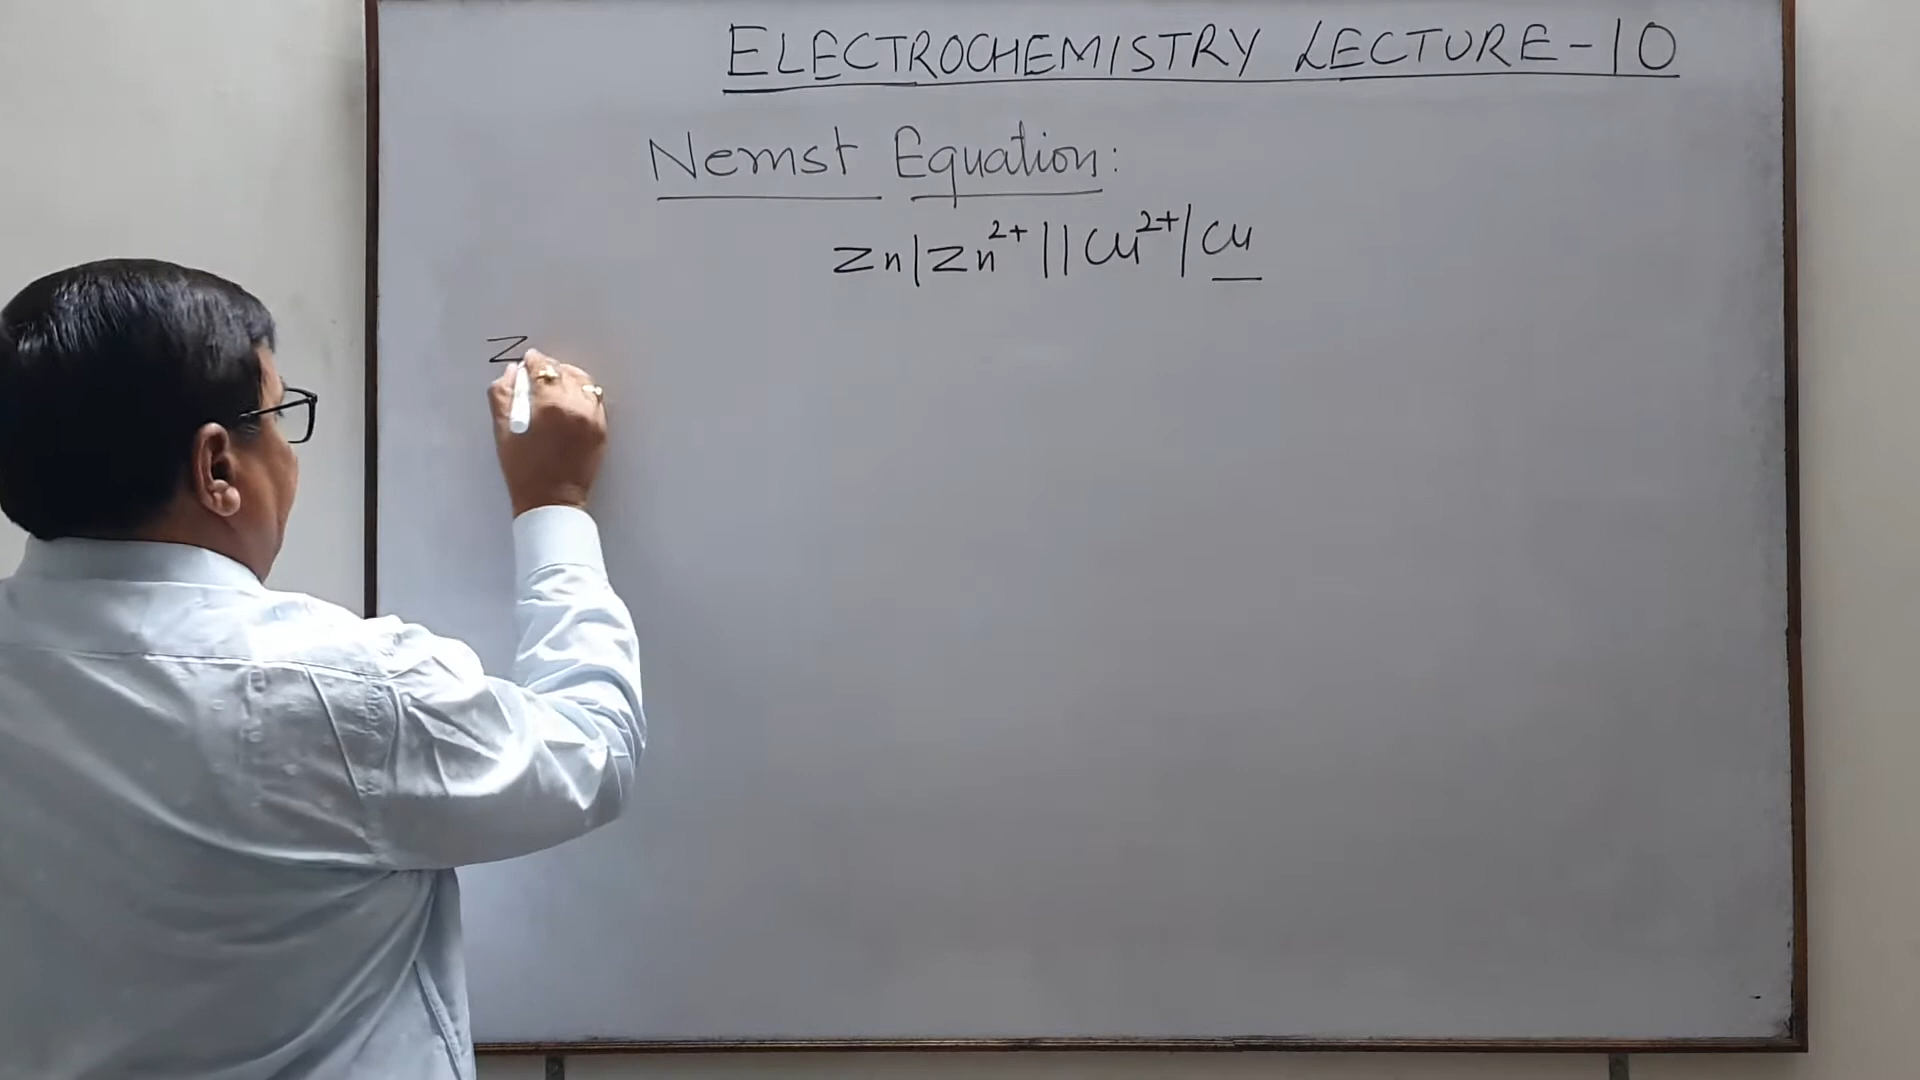 ELECTROCHEMISTRY LECTURE-10
Nernst Equation:
Zn|Zn²⁺||Cu²⁺/Cu
Z